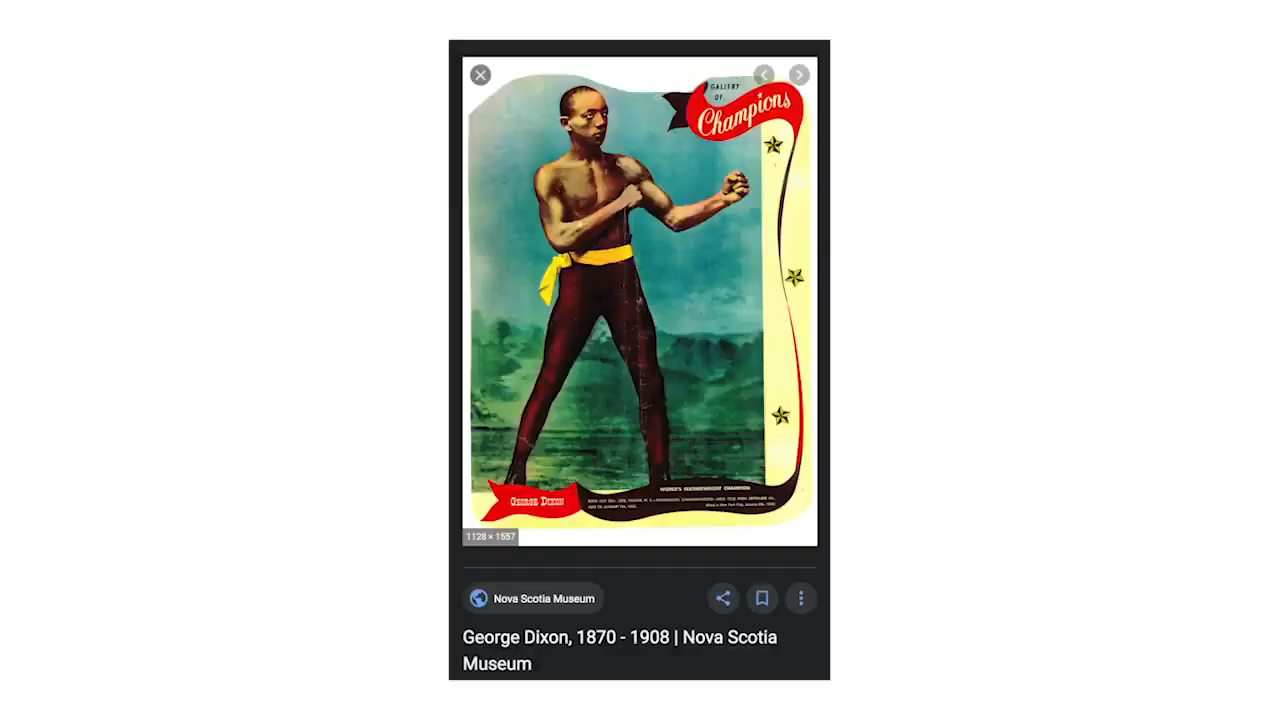 GALLERY
OF
Champions
WORLD'S FEATHERWEIGHT CHAMPION
GEORGE DIXON
1128 × 1557
Nova Scotia Museum
George Dixon, 1870 - 1908 | Nova Scotia
Museum